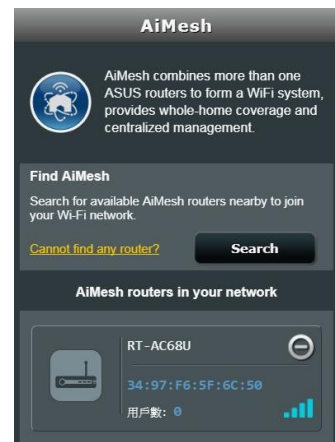 AiMesh
AiMesh combines more than one
ASUS routers to form a WiFi system,
provides whole-home coverage and
centralized management.
Find AiMesh
Search for available AiMesh routers nearby to join
your Wi-Fi network.
Cannot find any router?
Search
AiMesh routers in your network
RT-AC68U
34:97:F6:5F:6C:50
用戶數: 0